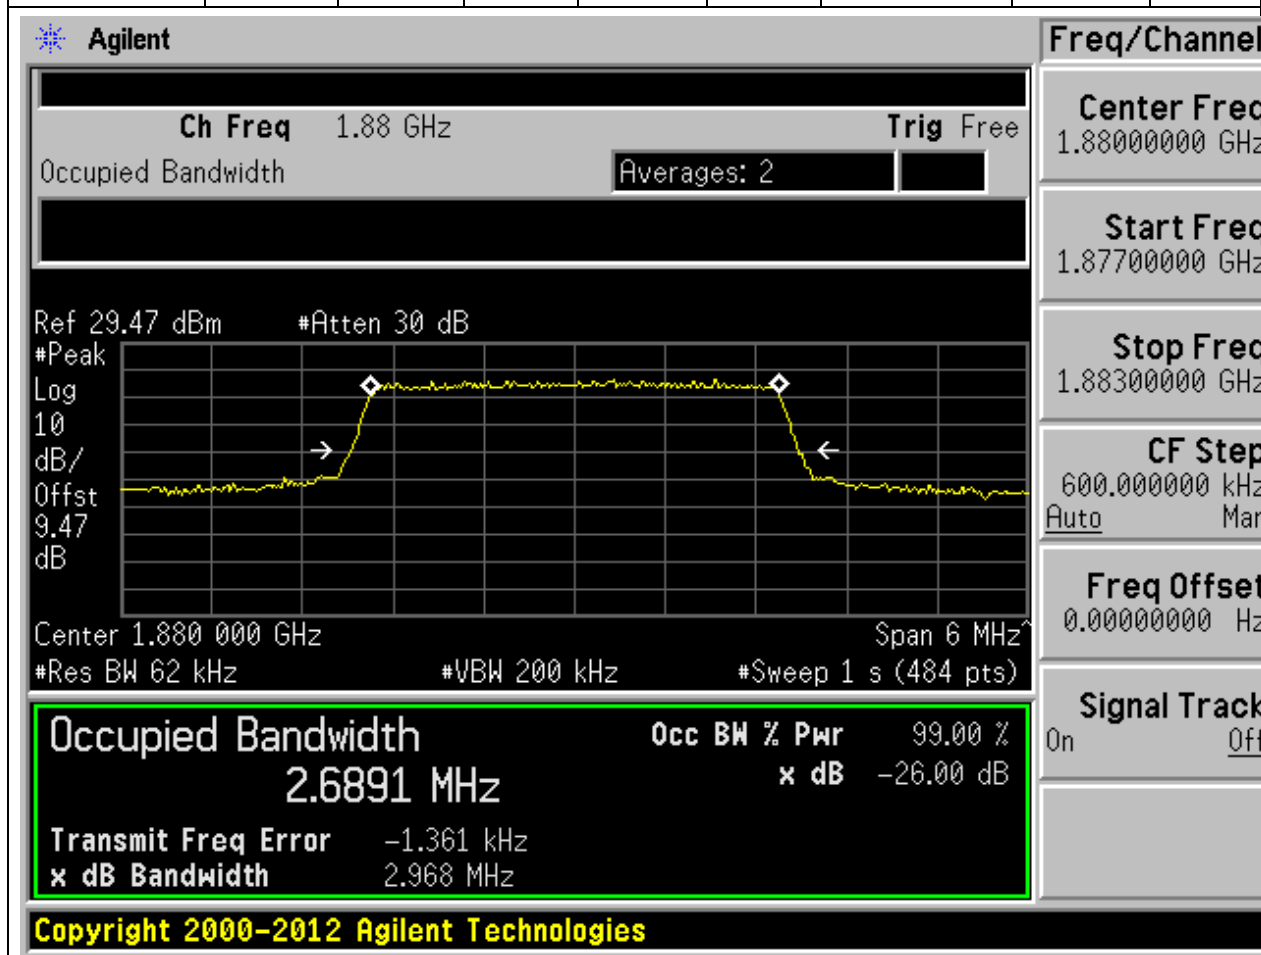 Agilent
Freq/Channel
Ch Freq 1.88 GHz Trig Free
Occupied Bandwidth Averages: 2
Center Freq
1.88000000 GHz
Start Freq
1.87700000 GHz
Stop Freq
1.88300000 GHz
CF Step
600.000000 kHz
Auto Man
Freq Offset
0.00000000 Hz
Signal Track
On Off
Ref 29.47 dBm #Atten 30 dB
#Peak
Log
10
dB/
Offst
9.47
dB
Center 1.880 000 GHz Span 6 MHz^
#Res BW 62 kHz #VBW 200 kHz #Sweep 1 s (484 pts)
Occupied Bandwidth Occ BW % Pwr 99.00 %
2.6891 MHz x dB -26.00 dB
Transmit Freq Error -1.361 kHz
x dB Bandwidth 2.968 MHz
Copyright 2000-2012 Agilent Technologies